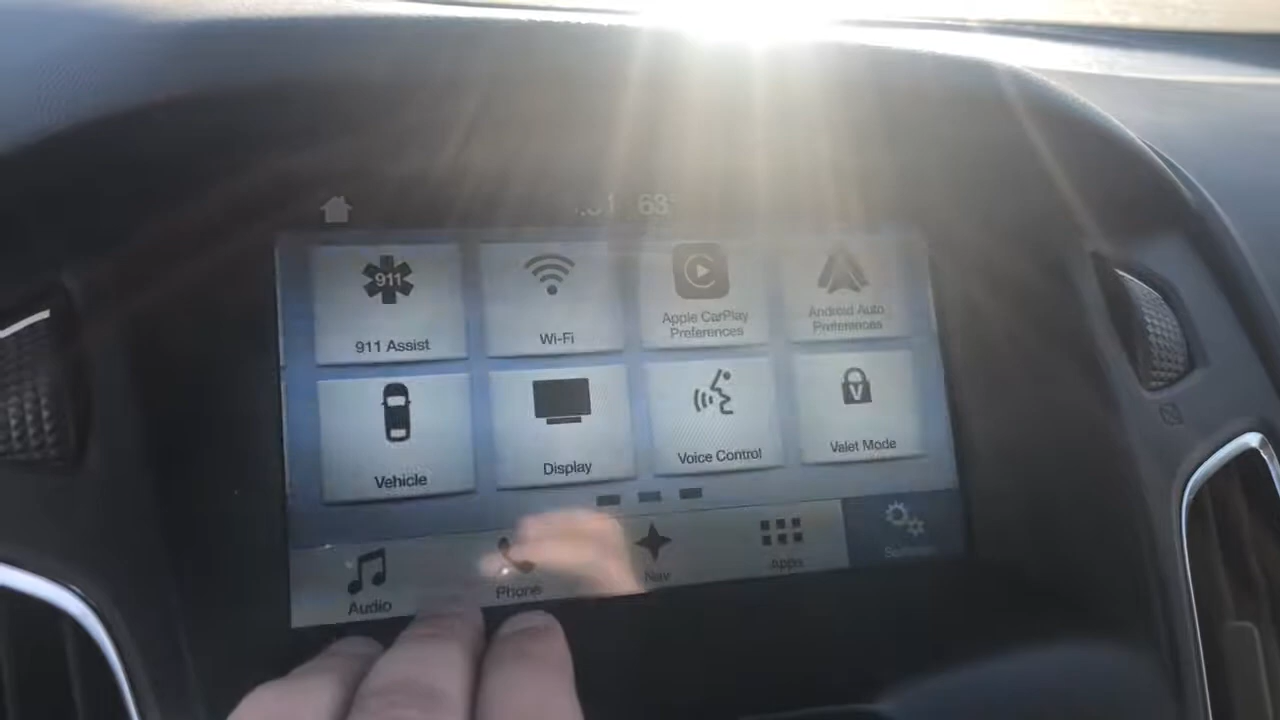 63°
911
911 Assist
Wi-Fi
Apple CarPlay
Preferences
Android Auto
Preferences
Vehicle
Display
Voice Control
V
Valet Mode
Audio
Phone
Nav
Apps